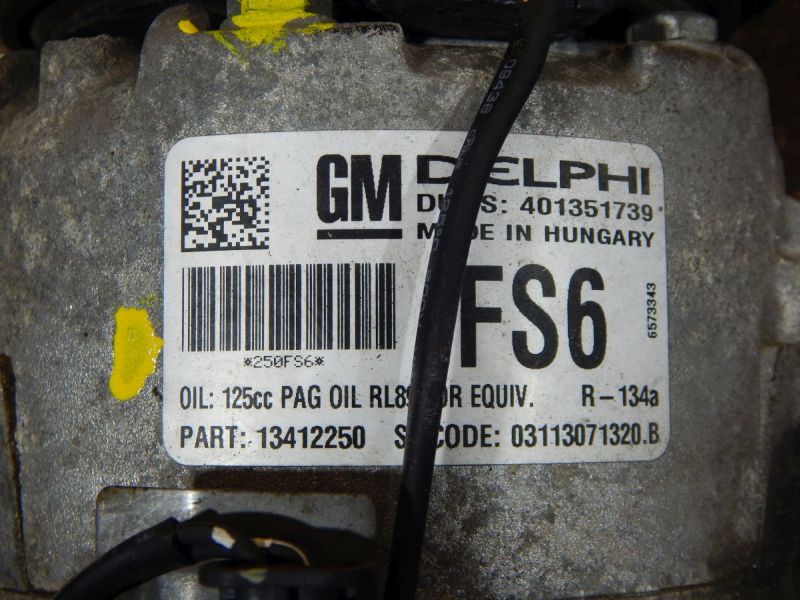 GM DELPHI
401351739
MADE IN HUNGARY
*250FS6*
FS6
6573343
OIL: 125cc PAG OIL OR EQUIV. R-134a
PART: 13412250 CODE: 03113071320.B